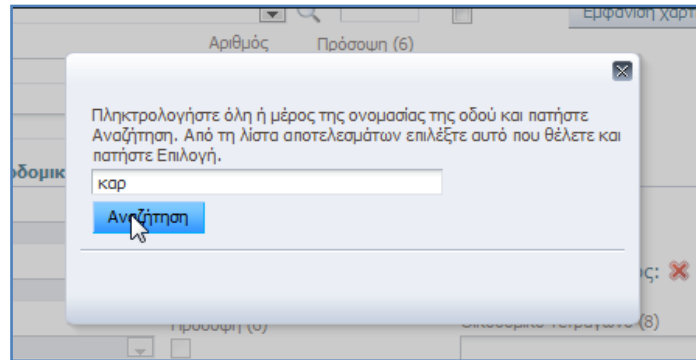 Εμφάνιση χάρτ
Αριθμός Πρόσοψη (6)
Πληκτρολογήστε όλη ή μέρος της ονομασίας της οδού και πατήστε
Αναζήτηση. Από τη λίστα αποτελεσμάτων επιλέξτε αυτό που θέλετε και
πατήστε Επιλογή.
οδομικ
καρ
Αναζήτηση
ος:
Πρόσοψη (6) Οικοδομικό Τετράγωνο (8)